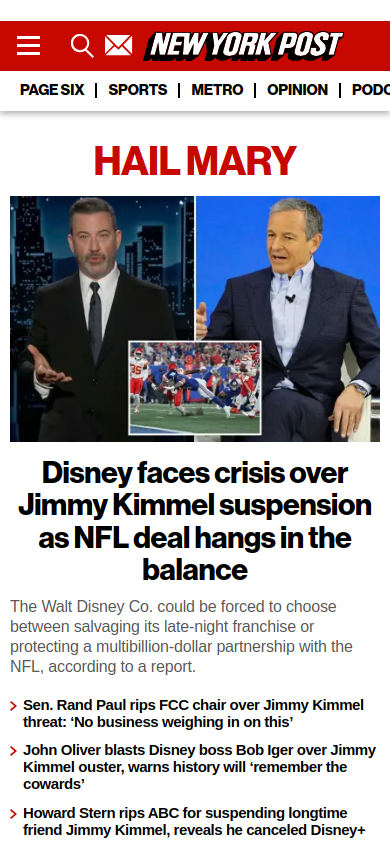 NEW YORK POST
PAGE SIX | SPORTS | METRO | OPINION | PODC
HAIL MARY
35
Disney faces crisis over
Jimmy Kimmel suspension
as NFL deal hangs in the
balance
The Walt Disney Co. could be forced to choose
between salvaging its late-night franchise or
protecting a multibillion-dollar partnership with the
NFL, according to a report.
Sen. Rand Paul rips FCC chair over Jimmy Kimmel
threat: ‘No business weighing in on this’
John Oliver blasts Disney boss Bob Iger over Jimmy
Kimmel ouster, warns history will ‘remember the
cowards’
Howard Stern rips ABC for suspending longtime
friend Jimmy Kimmel, reveals he canceled Disney+